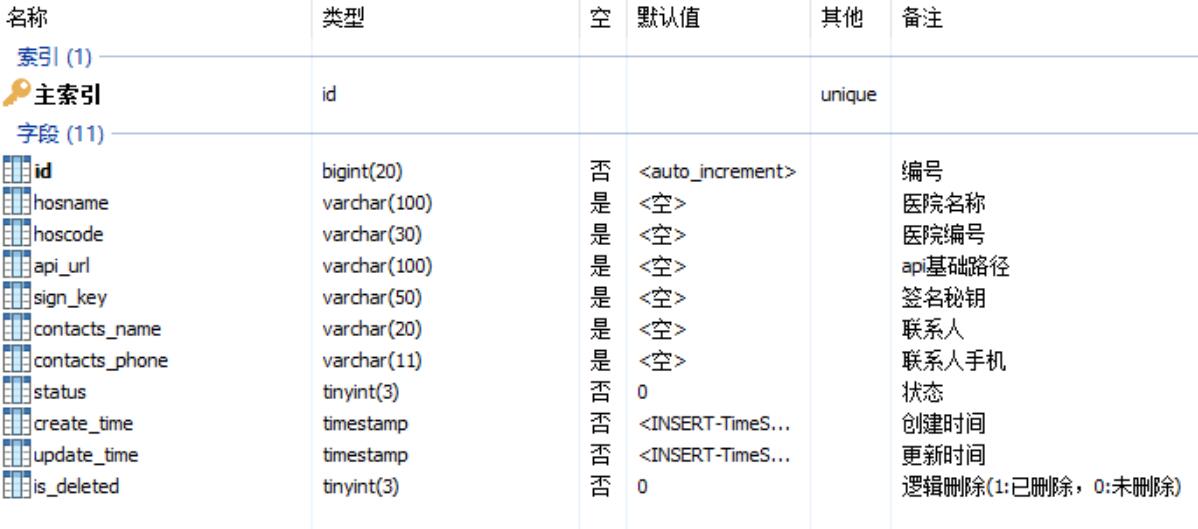 名称 类型 空 默认值 其他 备注
索引 (1)
主索引 id unique
字段 (11)
id bigint(20) 否 <auto_increment> 编号
hosname varchar(100) 是 <空> 医院名称
hoscode varchar(30) 是 <空> 医院编号
api_url varchar(100) 是 <空> api基础路径
sign_key varchar(50) 是 <空> 签名秘钥
contacts_name varchar(20) 是 <空> 联系人
contacts_phone varchar(11) 是 <空> 联系人手机
status tinyint(3) 否 0 状态
create_time timestamp 否 <INSERT-TimeS... 创建时间
update_time timestamp 否 <INSERT-TimeS... 更新时间
is_deleted tinyint(3) 否 0 逻辑删除(1:已删除，0:未删除)